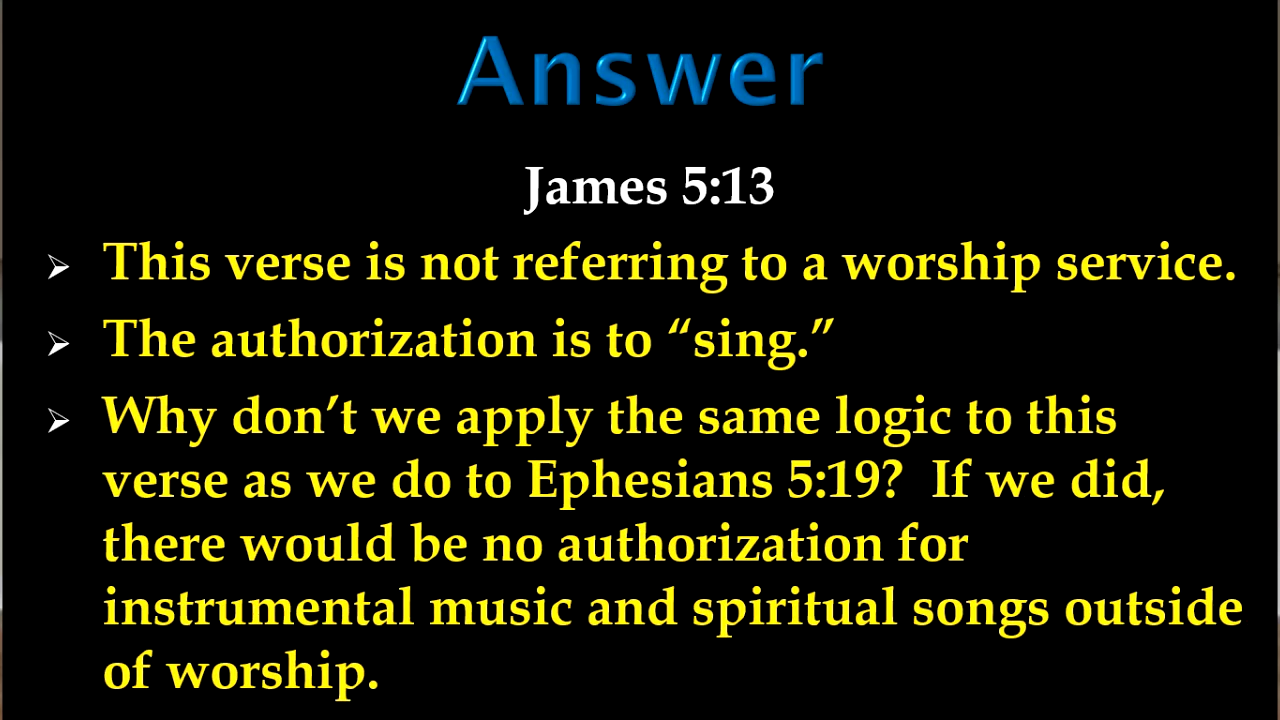 Answer
James 5:13
➢ This verse is not referring to a worship service.
➢ The authorization is to “sing.”
➢ Why don’t we apply the same logic to this
verse as we do to Ephesians 5:19?  If we did,
there would be no authorization for
instrumental music and spiritual songs outside
of worship.